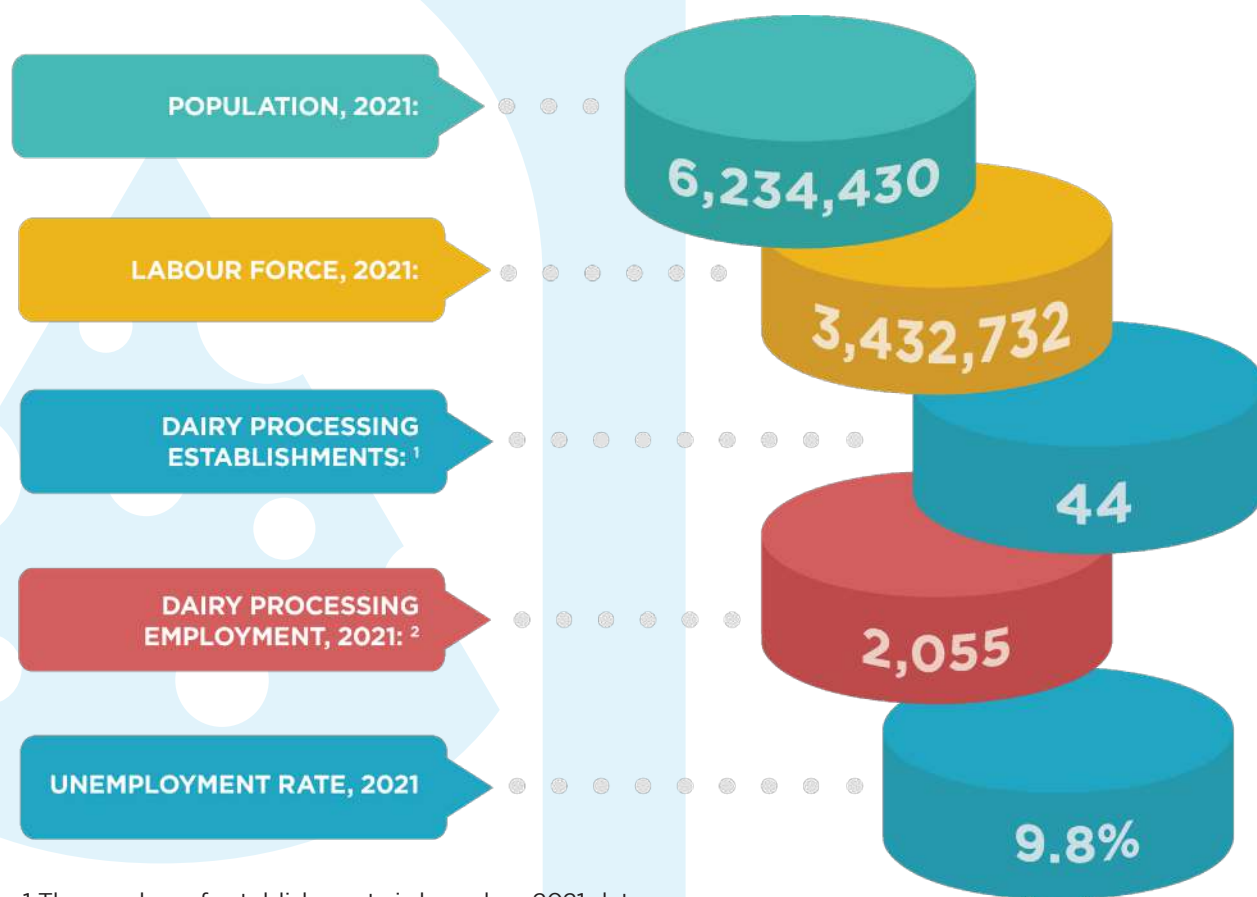 POPULATION, 2021:
6,234,430
LABOUR FORCE, 2021:
3,432,732
DAIRY PROCESSING
ESTABLISHMENTS: 1
44
DAIRY PROCESSING
EMPLOYMENT, 2021: 2
2,055
UNEMPLOYMENT RATE, 2021
9.8%